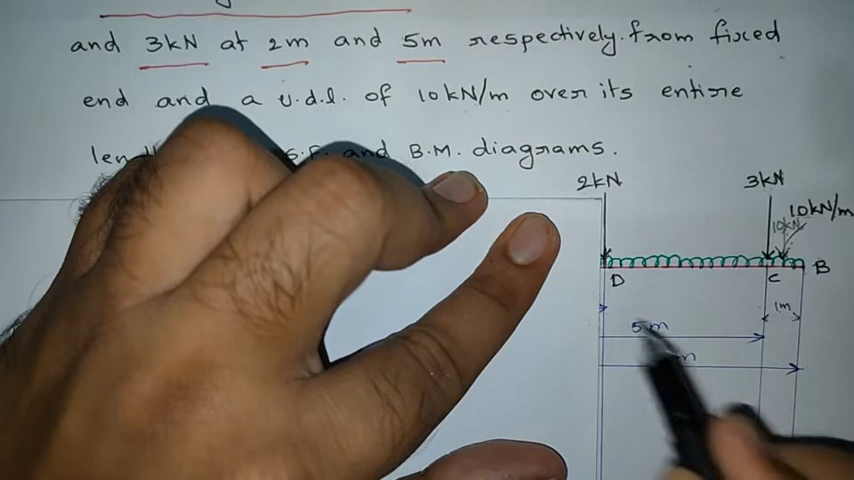 and 3kN at 2m and 5m respectively. from fixed
end and a u.d.l. of 10kN/m over its entire
B.M. diagrams.
2kN 3kN
10kN/m
10kN
D C B
1m
5m
m